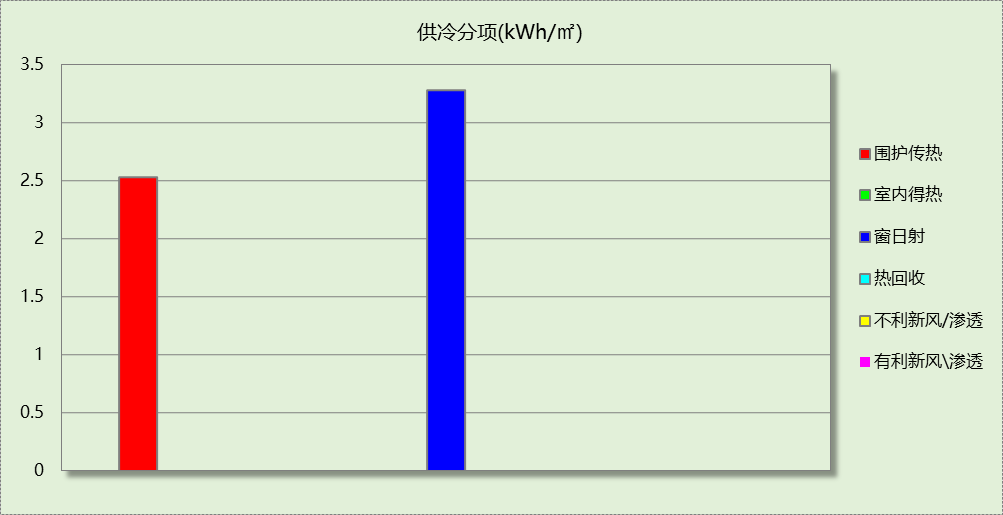 供冷分项(kWh/㎡)
3.5
3
2.5
2
1.5
1
0.5
0
围护传热
室内得热
窗日射
热回收
不利新风/渗透
有利新风\渗透